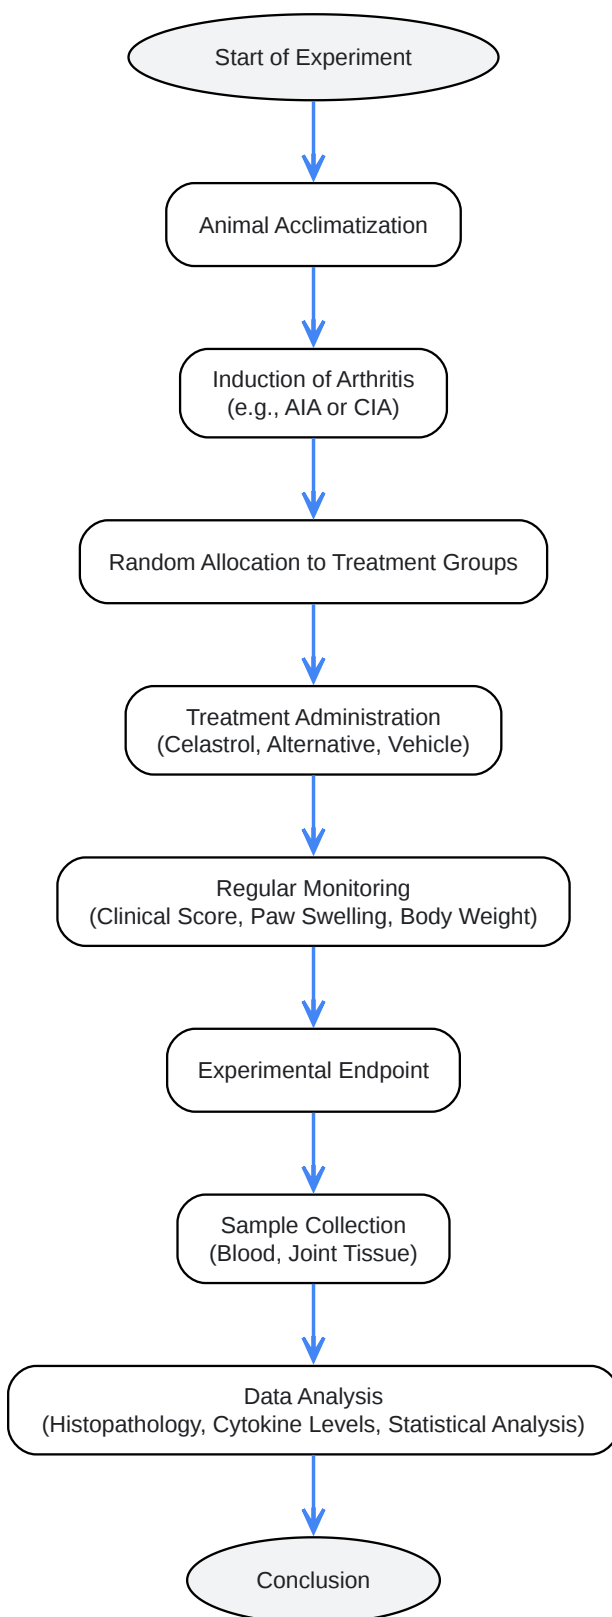 Start of Experiment
Animal Acclimatization
Induction of Arthritis
(e.g., AIA or CIA)
Random Allocation to Treatment Groups
Treatment Administration
(Celastrol, Alternative, Vehicle)
Regular Monitoring
(Clinical Score, Paw Swelling, Body Weight)
Experimental Endpoint
Sample Collection
(Blood, Joint Tissue)
Data Analysis
(Histopathology, Cytokine Levels, Statistical Analysis)
Conclusion